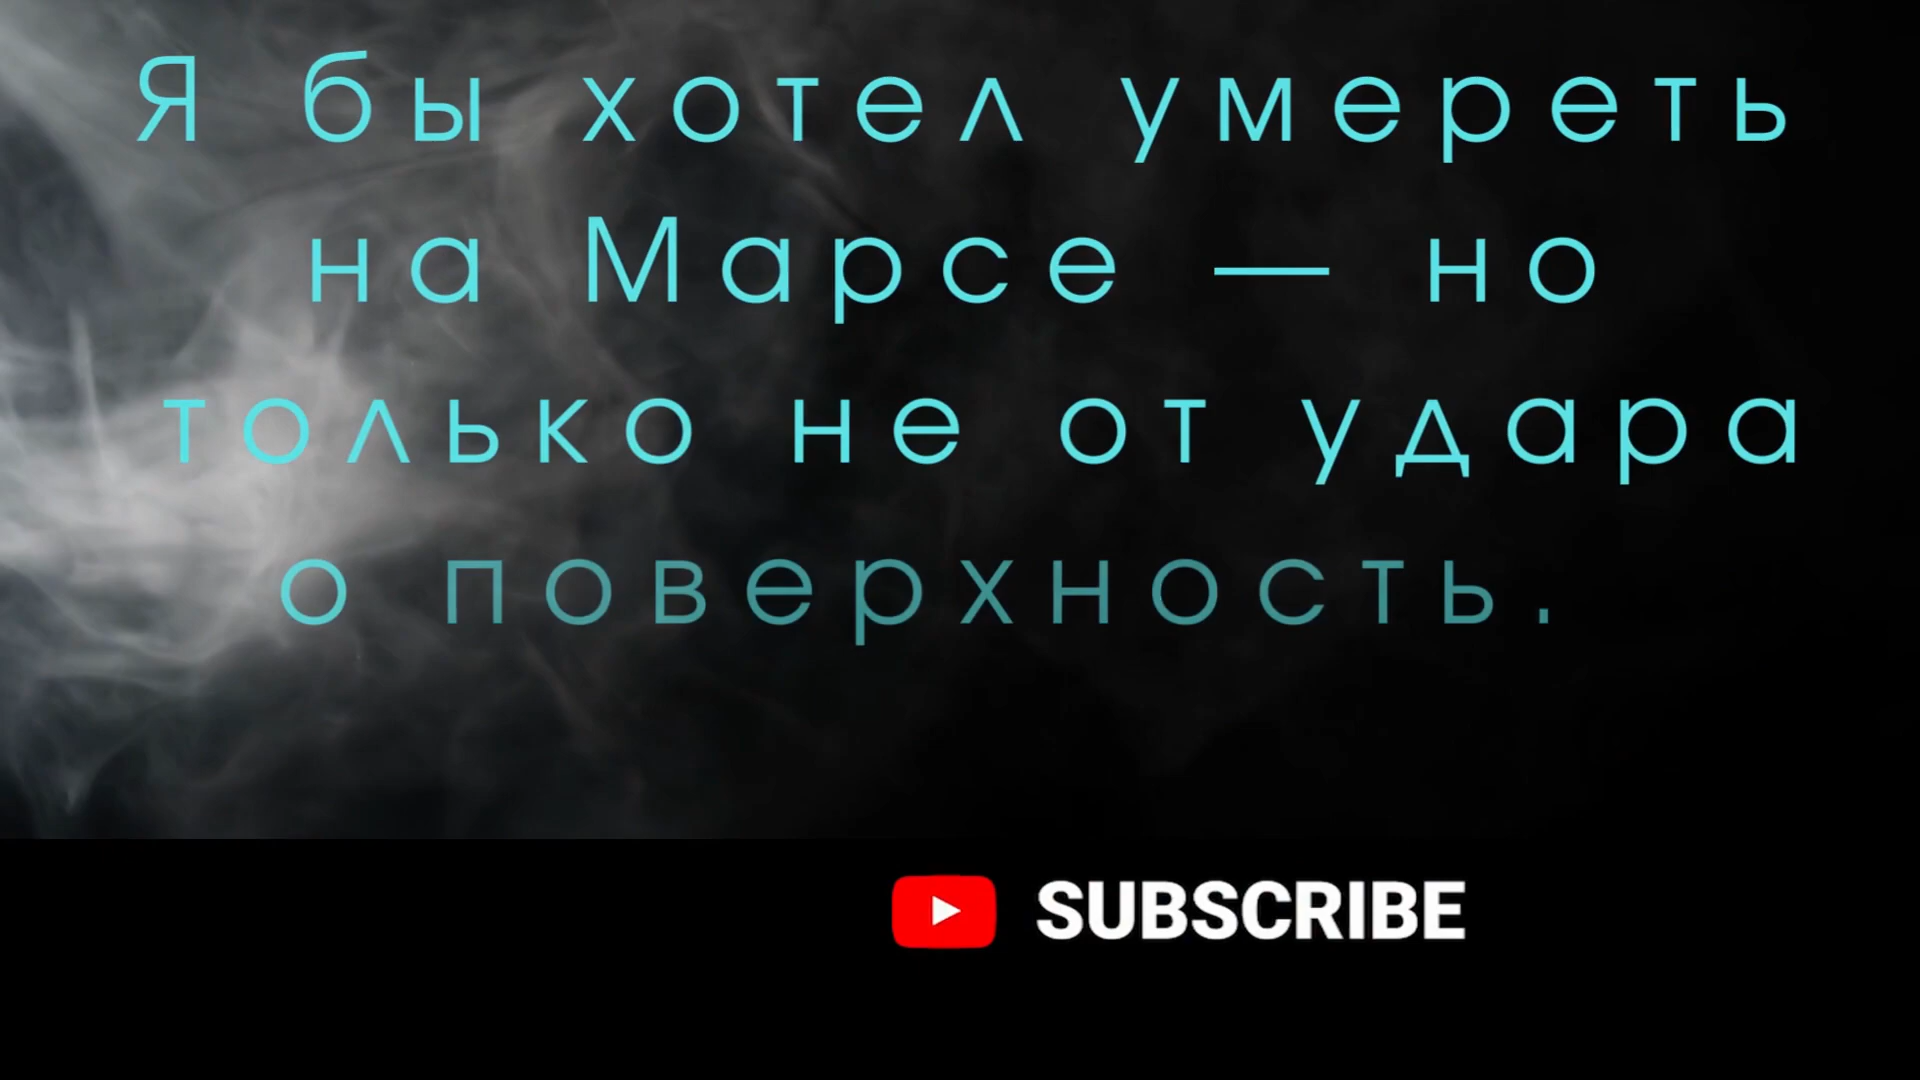 Я бы хотел умереть
на Марсе — но
только не от удара
о поверхность.
SUBSCRIBE